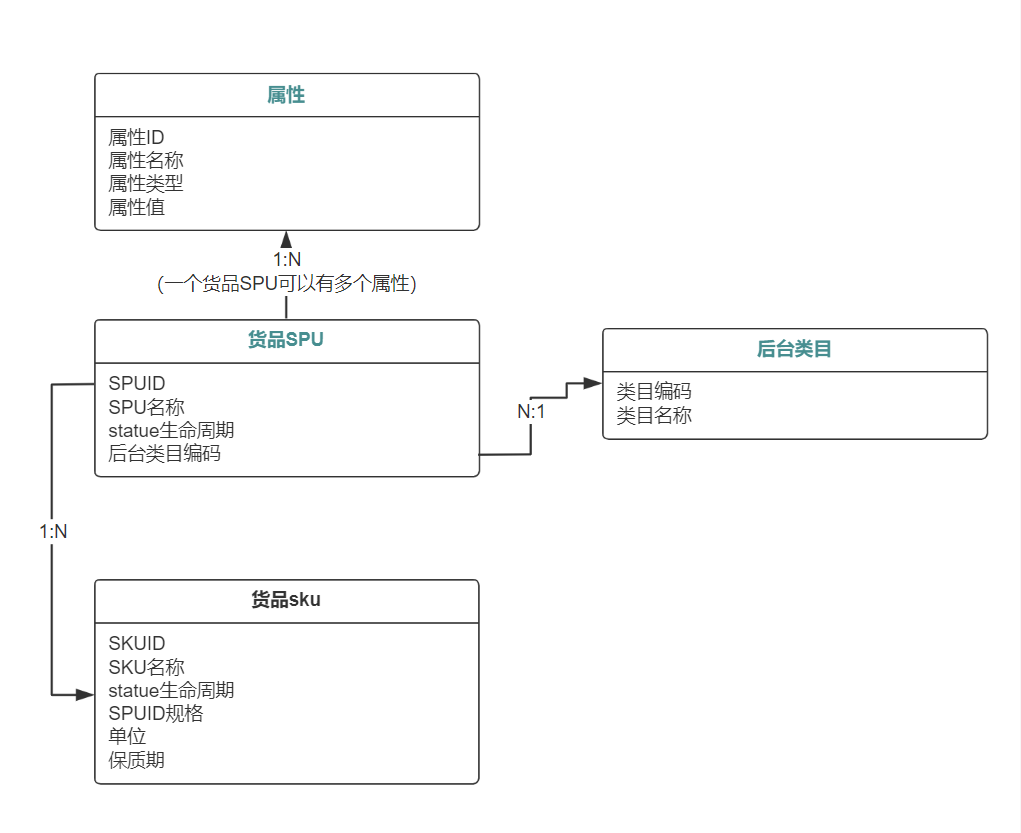 属性
属性ID
属性名称
属性类型
属性值
1:N
(一个货品SPU可以有多个属性)
货品SPU
SPUID
SPU名称
statue生命周期
后台类目编码
N:1
后台类目
类目编码
类目名称
1:N
货品sku
SKUID
SKU名称
statue生命周期
SPUID规格
单位
保质期